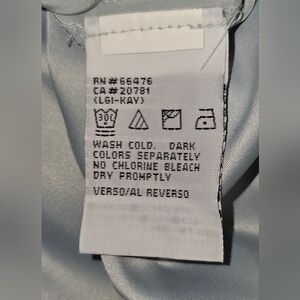 RN#66476
CA#20781
(LGI-KAY)
30C
WASH COLD. DARK
COLORS SEPARATELY
NO CHLORINE BLEACH
DRY PROMPTLY
VERSO/AL REVERSO